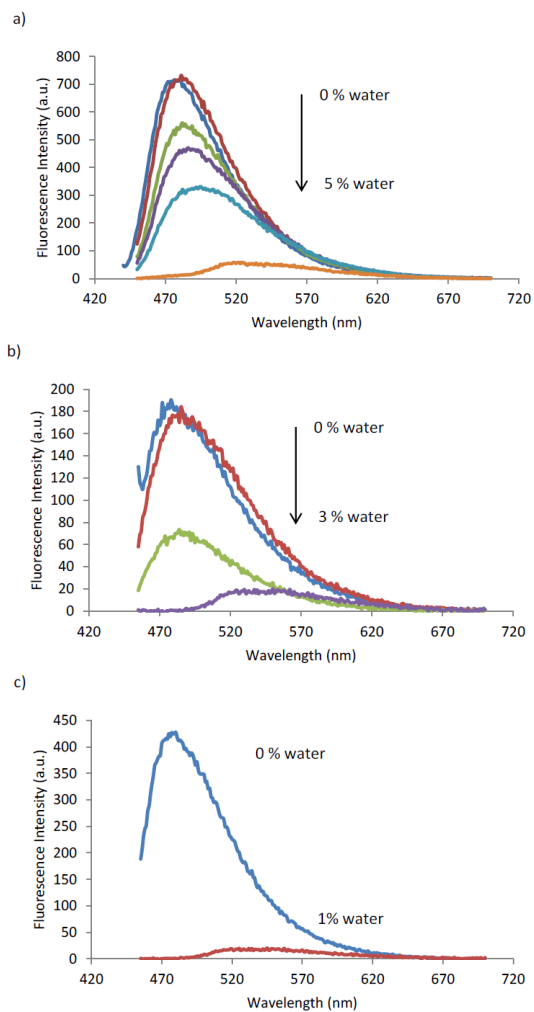 a)
800
700
600
500
400
300
200
100
0
420 470 520 570 620 670 720
Fluorescence Intensity (a.u.)
Wavelength (nm)
0 % water
5 % water
b)
200
180
160
140
120
100
80
60
40
20
0
420 470 520 570 620 670 720
Fluorescence Intensity (a.u.)
Wavelength (nm)
0 % water
3 % water
c)
450
400
350
300
250
200
150
100
50
0
420 470 520 570 620 670 720
Fluorescence Intensity (a.u.)
Wavelength (nm)
0 % water
1% water